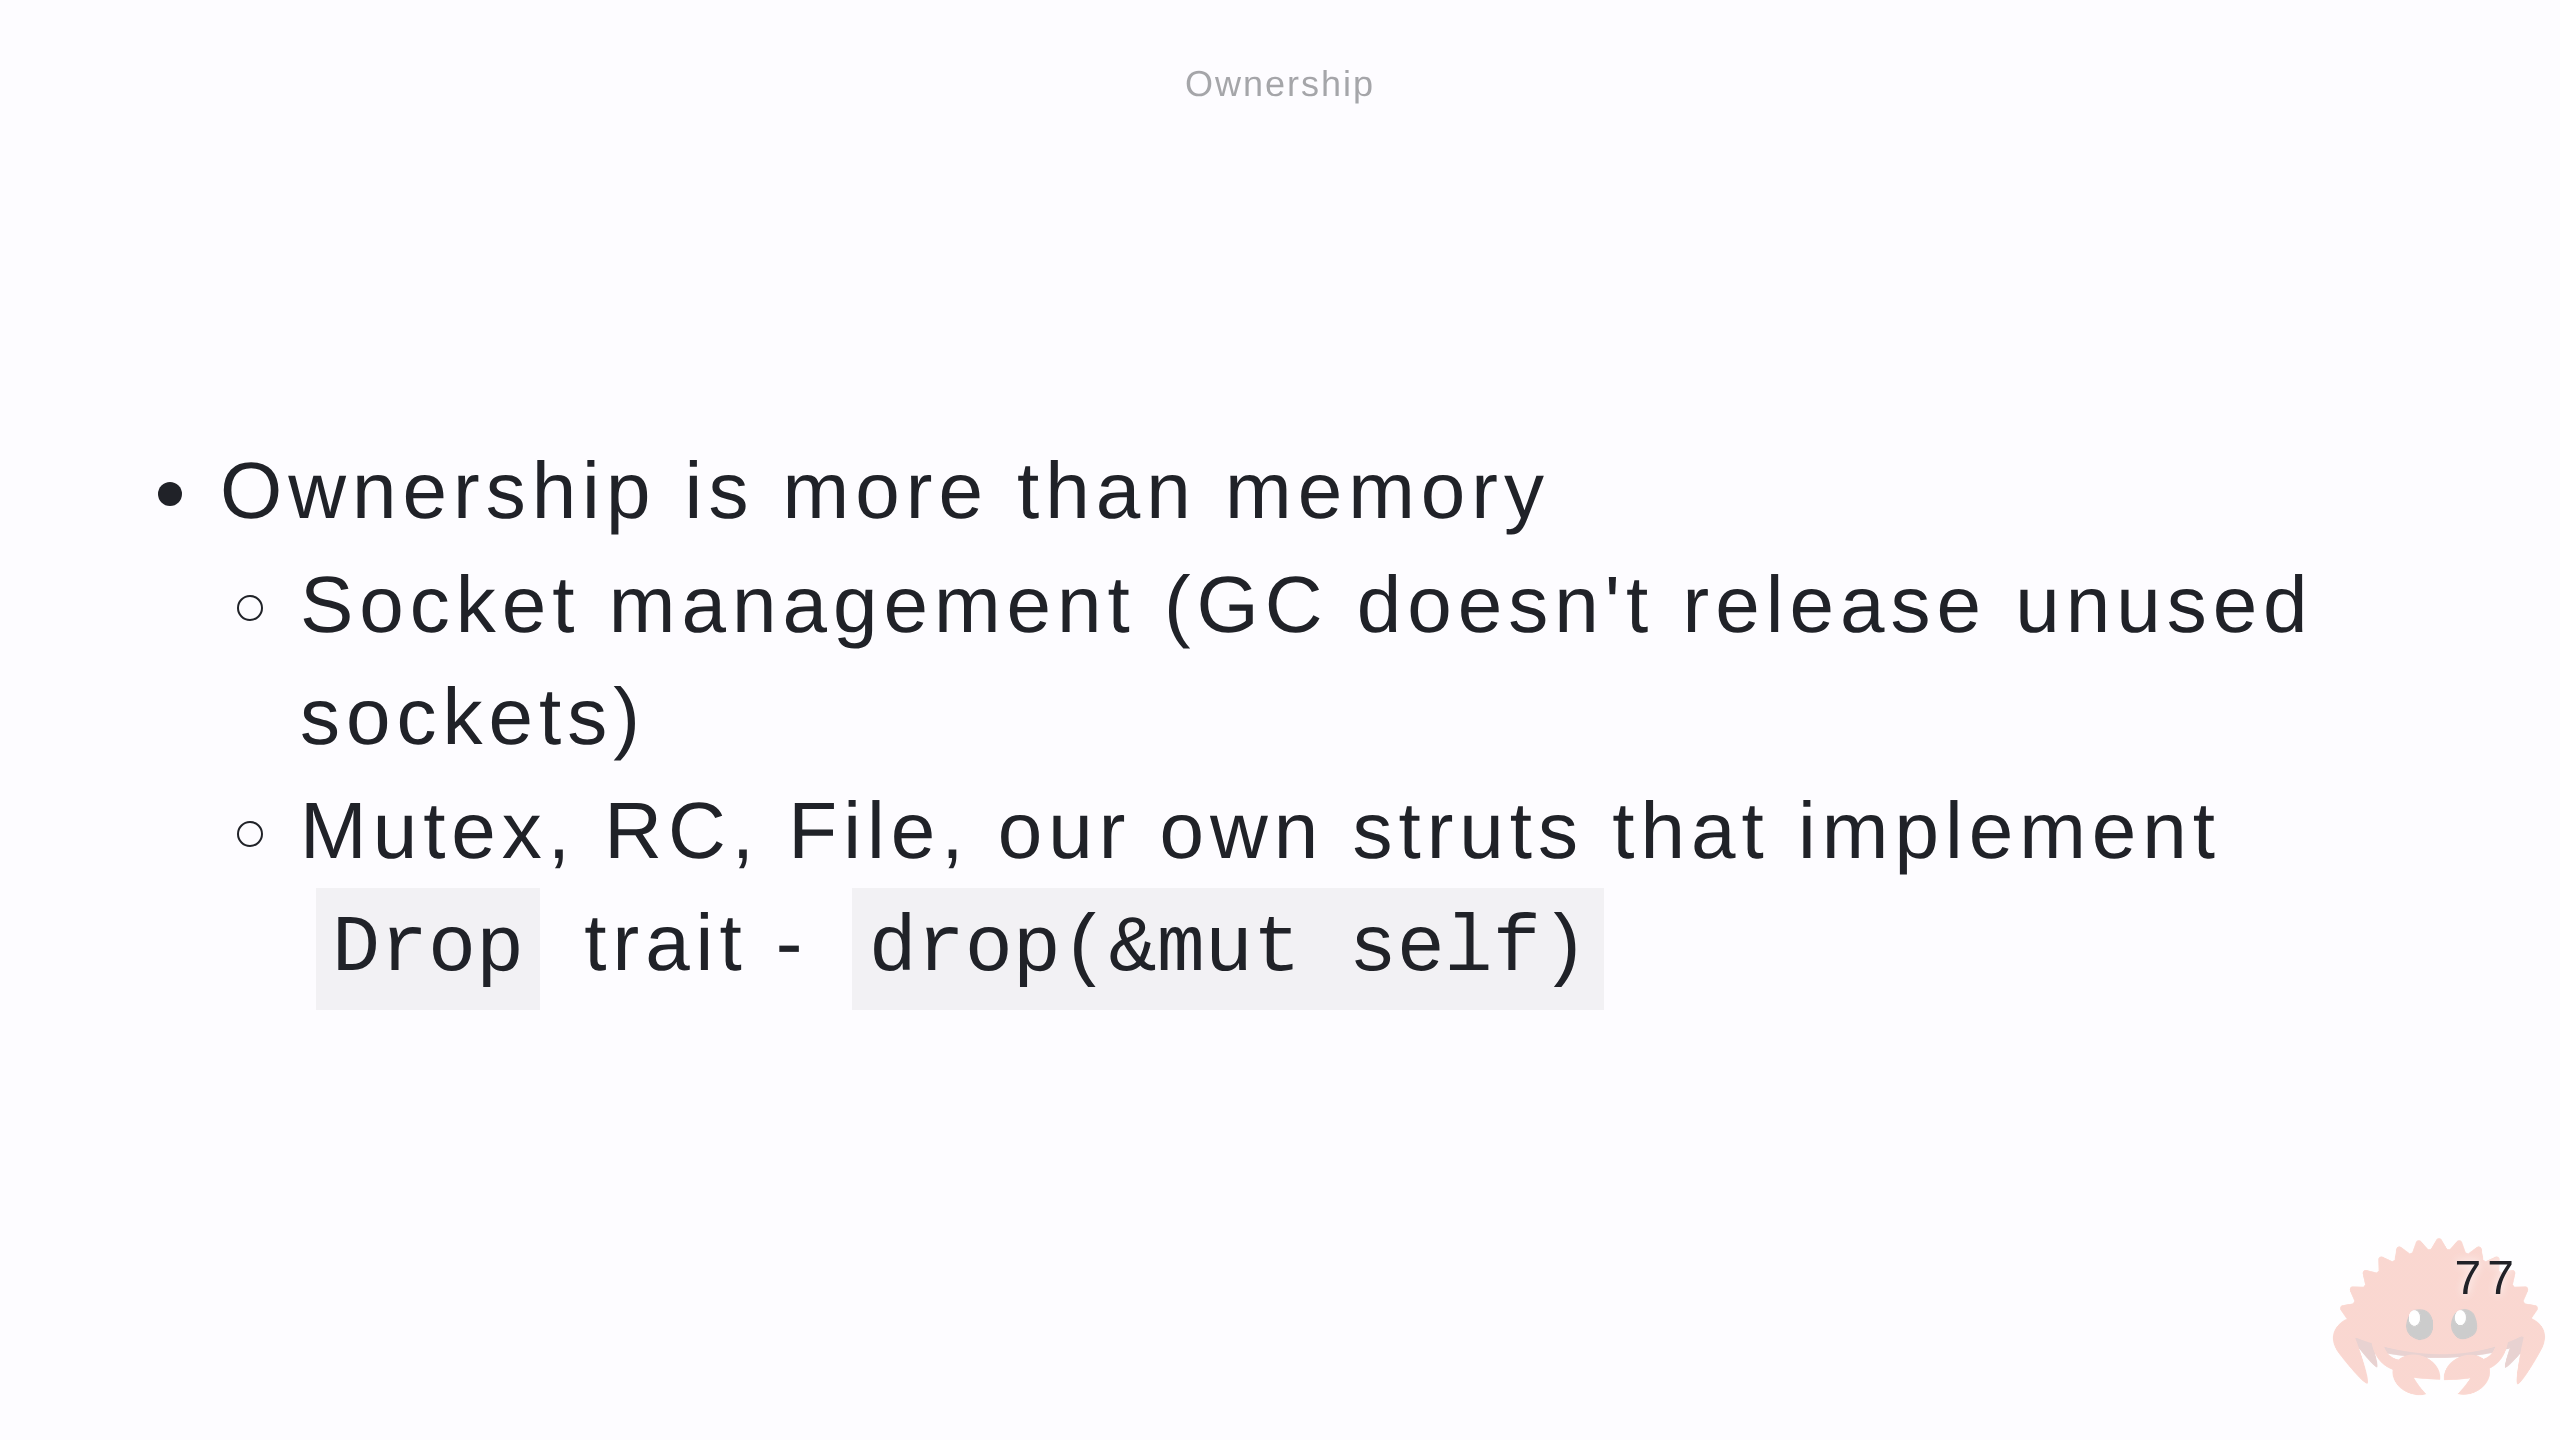 Ownership
• Ownership is more than memory
○ Socket management (GC doesn't release unused
sockets)
○ Mutex, RC, File, our own struts that implement
Drop trait - drop(&mut self)
77